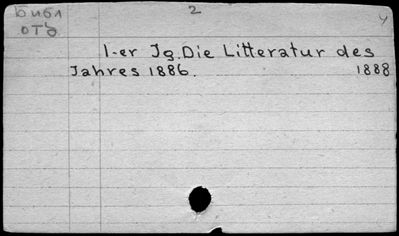 Библ 2 у
отд
1-er Jg. Die Litteratur des
Jahres 1886. 1888